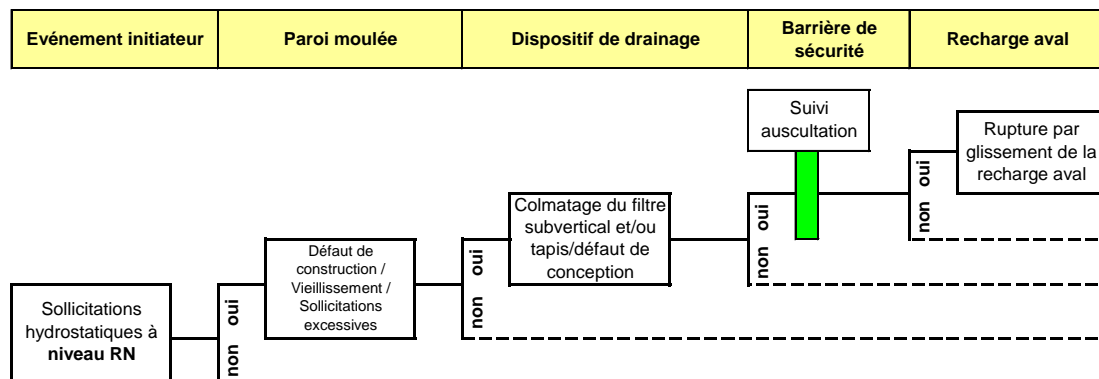 Evénement initiateur
Paroi moulée
Dispositif de drainage
Barrière de
sécurité
Recharge aval
Sollicitations
hydrostatiques à
niveau RN
oui
non
Défaut de
construction /
Vieillissement /
Sollicitations
excessives
oui
non
Colmatage du filtre
subvertical et/ou
tapis/défaut de
conception
oui
non
Suivi
auscultation
oui
non
Rupture par
glissement de la
recharge aval